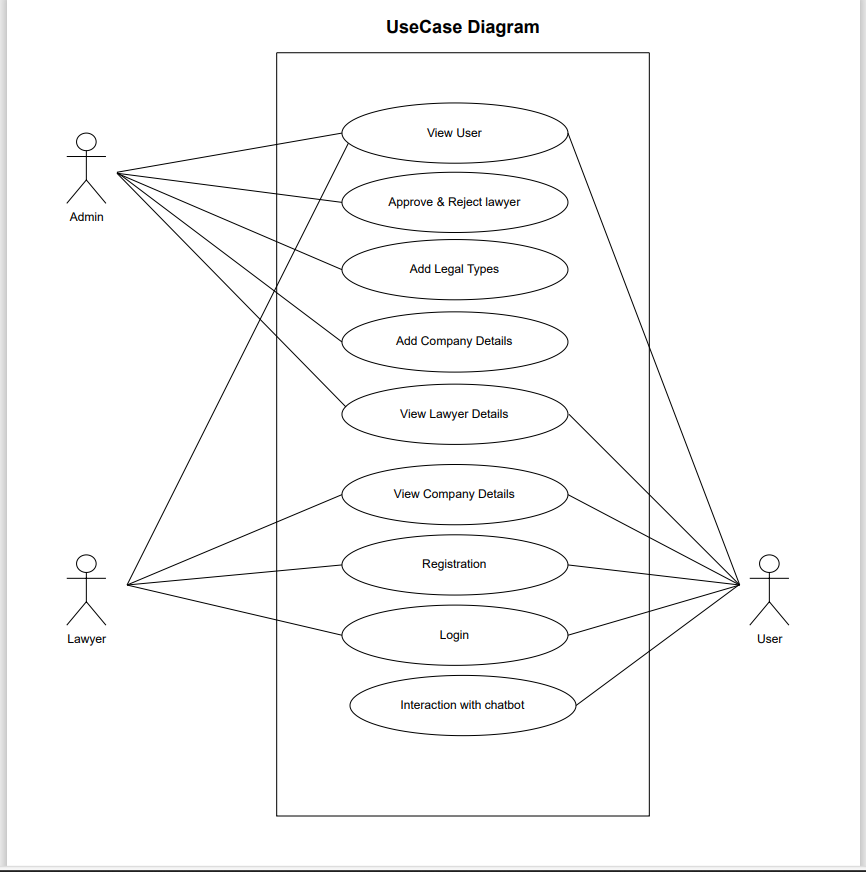 UseCase Diagram
View User
Admin
Approve & Reject lawyer
Add Legal Types
Add Company Details
View Lawyer Details
View Company Details
Registration
Lawyer
Login
User
Interaction with chatbot